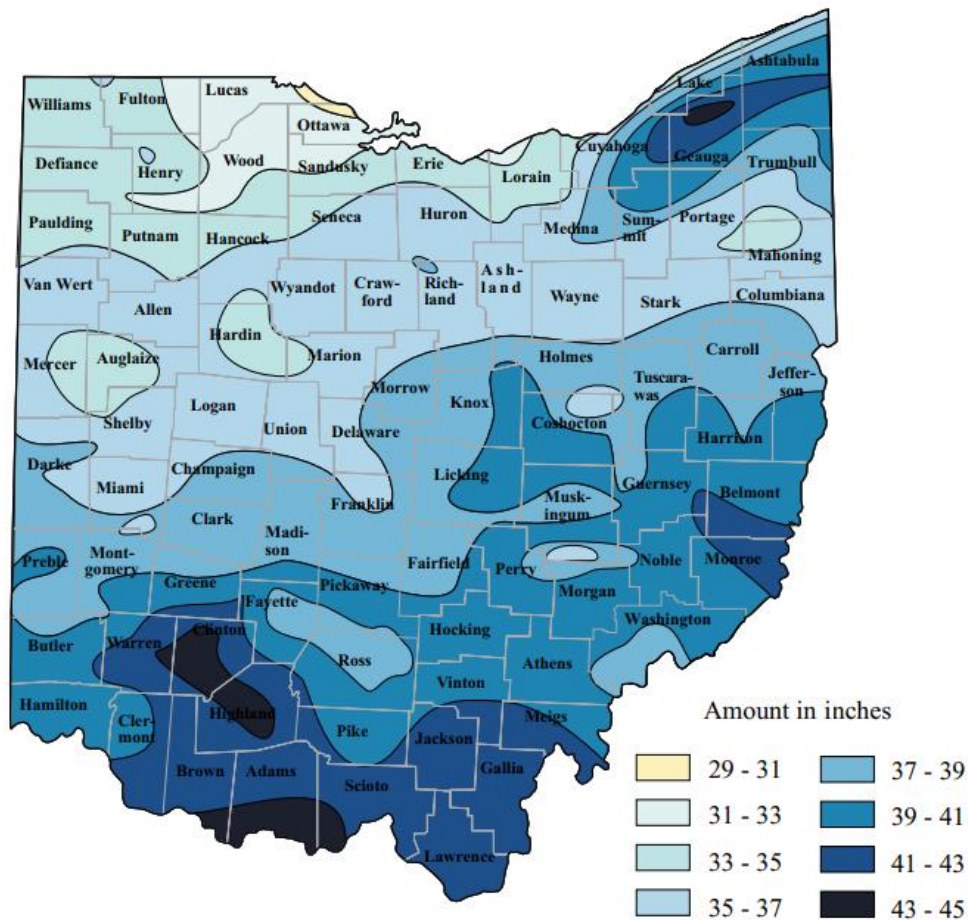 Ashtabula
Lake
Lucas
Fulton
Williams
Ottawa
Cuyahoga
Geauga
Wood
Defiance
Henry
Sandusky
Erie
Lorain
Trumbull
Paulding
Putnam
Hancock
Seneca
Huron
Medina
Sum-
mit
Portage
Mahoning
Van Wert
Allen
Wyandot
Craw-
ford
Rich-
land
Ash-
land
Wayne
Stark
Columbiana
Hardin
Mercer
Auglaize
Marion
Morrow
Holmes
Carroll
Tuscara-
was
Jeffer-
son
Logan
Union
Delaware
Knox
Shelby
Coshocton
Harrison
Darke
Miami
Champaign
Licking
Franklin
Guernsey
Belmont
Clark
Madi-
son
Musk-
ingum
Preble
Mont-
gomery
Fairfield
Perry
Noble
Monroe
Greene
Pickaway
Fayette
Morgan
Washington
Butler
Warren
Clinton
Ross
Hocking
Athens
Vinton
Hamilton
Cler-
mont
Highland
Pike
Jackson
Meigs
Gallia
Brown
Adams
Scioto
Lawrence
Amount in inches
29 - 31
37 - 39
31 - 33
39 - 41
33 - 35
41 - 43
35 - 37
43 - 45